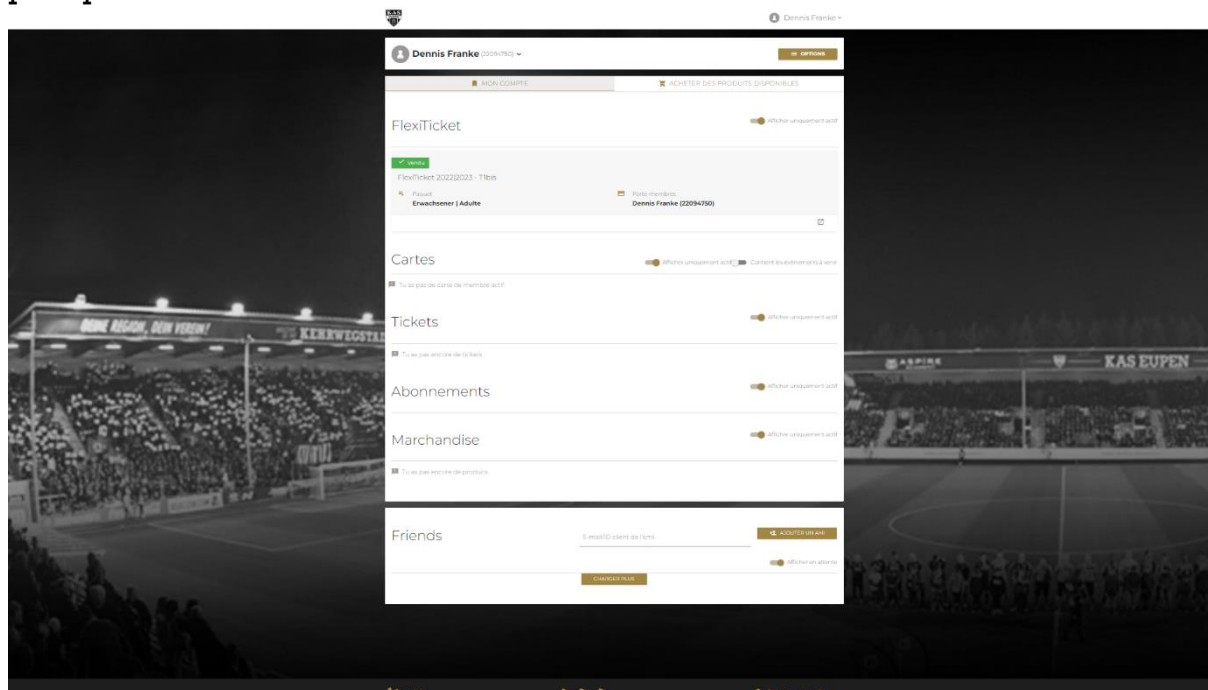 KAS
Dennis Franke
Dennis Franke (22094750)
OPTIONS
MON COMPTE
ACHETER DES PRODUITS DISPONIBLES
FlexiTicket
Afficher uniquement actif
Vendu
FlexiTicket 2022|2023 - T1bis
Paquet
Erwachsener | Adulte
Porte membres
Dennis Franke (22094750)
Cartes
Afficher uniquement actif
Contient les événements à venir
Tu as pas de carte de membre actif
Tickets
Afficher uniquement actif
Tu as pas encore de tickets
Abonnements
Afficher uniquement actif
Marchandise
Afficher uniquement actif
Tu as pas encore de produits
Friends
E-mail/ID client de l'ami
AJOUTER UN AMI
Afficher en attente
CHARGER PLUS
DEINE REGION, DEIN VEREIN!
KEHRWEGSTAD
ASPIRE
KAS EUPEN